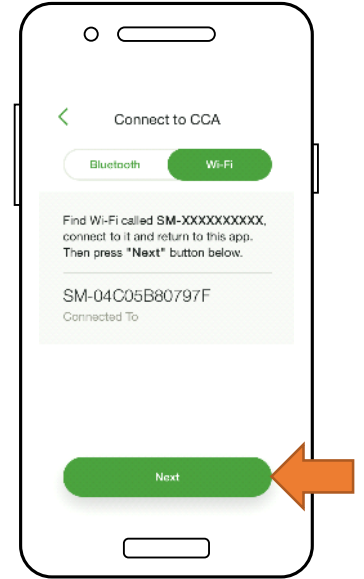 Connect to CCA
Bluetooth Wi-Fi
Find Wi-Fi called SM-XXXXXXXXXX,
connect to it and return to this app.
Then press "Next" button below.
SM-04C05B80797F
Connected To
Next